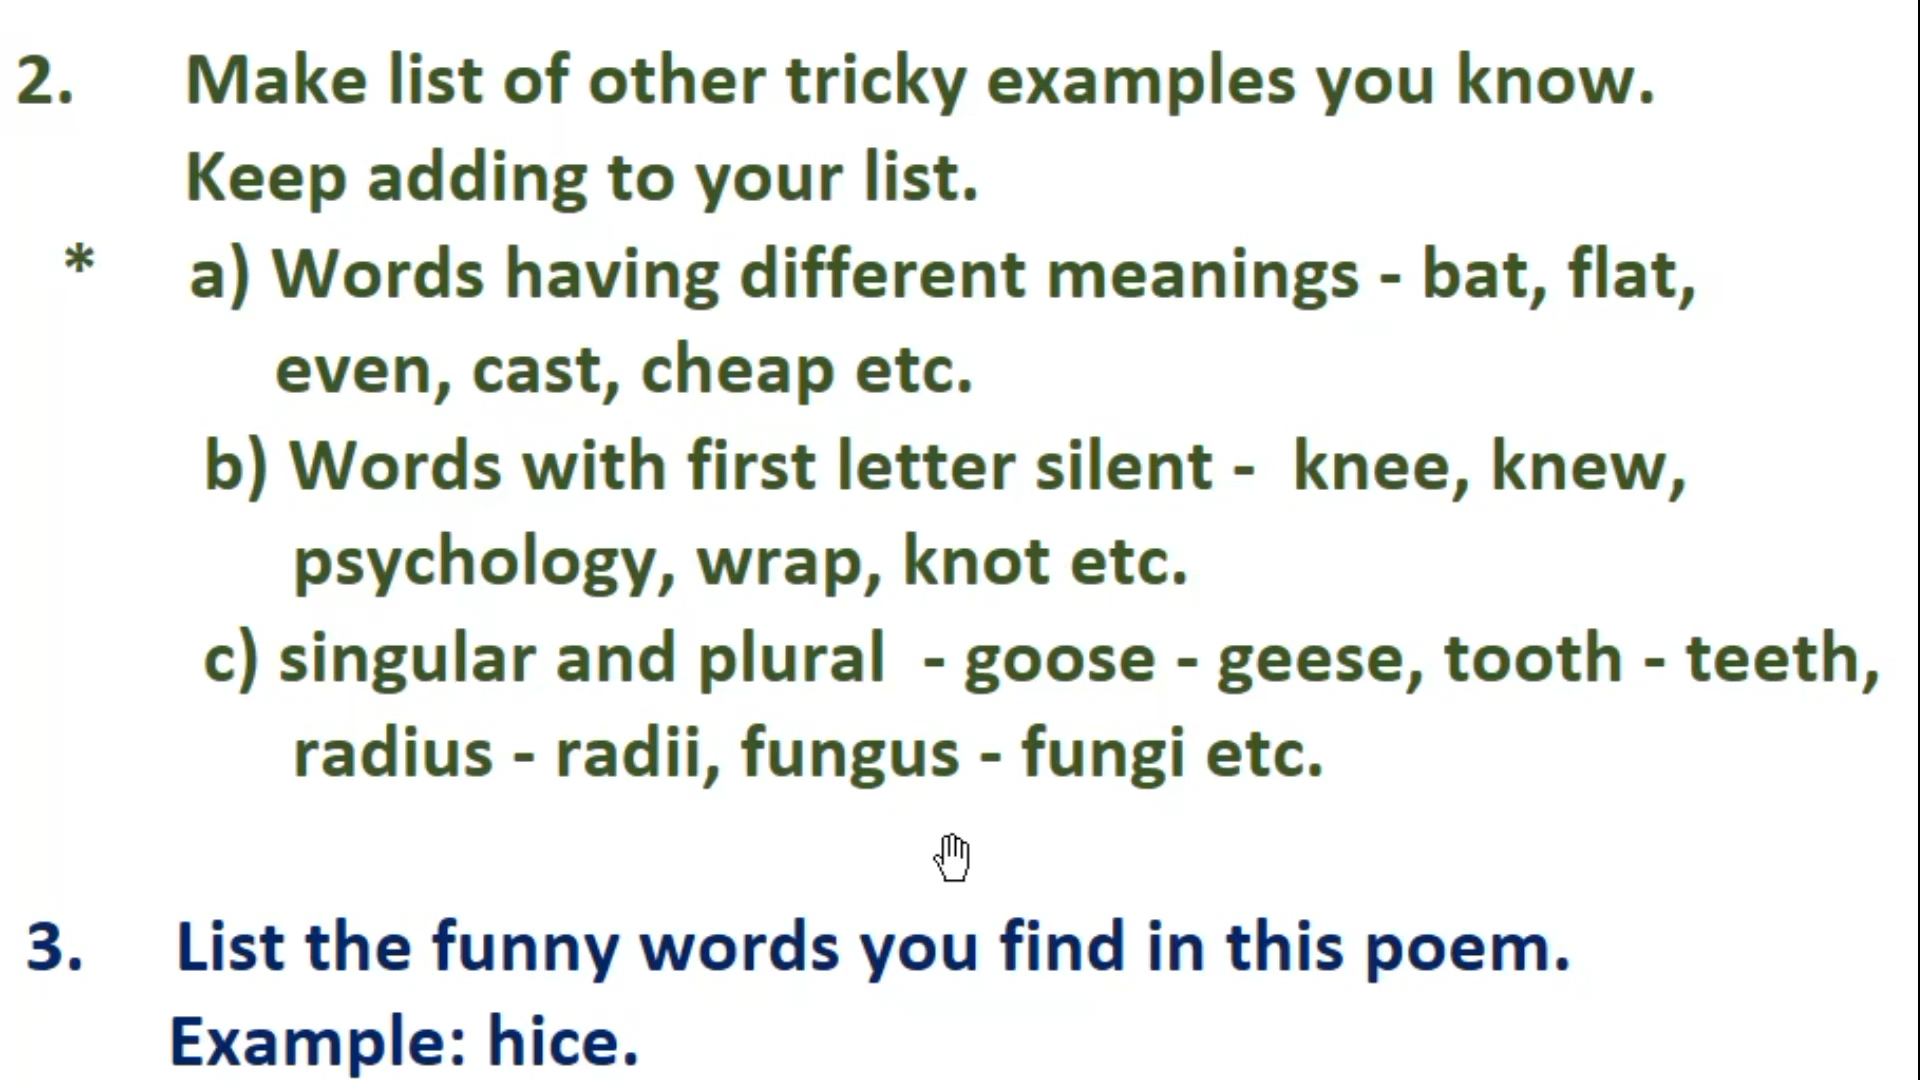 2. Make list of other tricky examples you know.
Keep adding to your list.
* a) Words having different meanings - bat, flat,
even, cast, cheap etc.
b) Words with first letter silent - knee, knew,
psychology, wrap, knot etc.
c) singular and plural - goose - geese, tooth - teeth,
radius - radii, fungus - fungi etc.
3. List the funny words you find in this poem.
Example: hice.